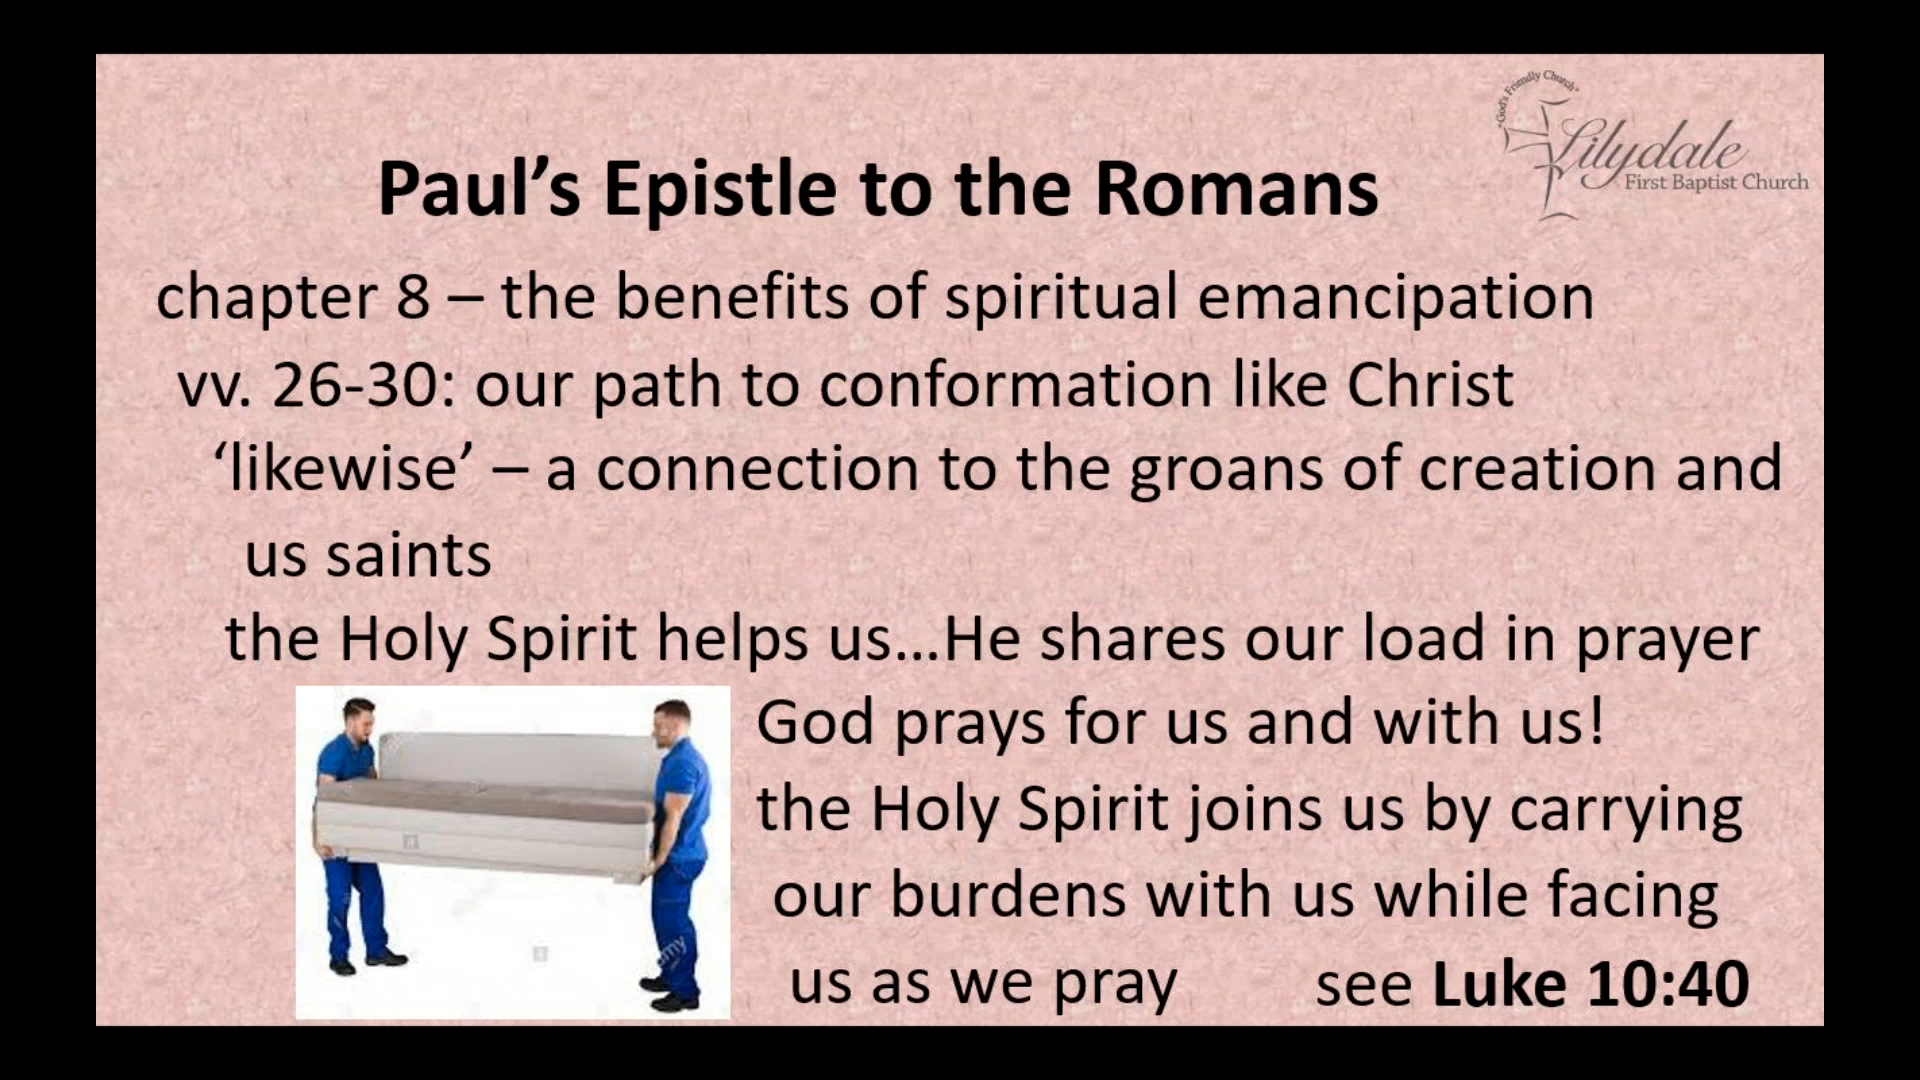 "God's Friendly Church"
Lilydale
First Baptist Church
Paul’s Epistle to the Romans
chapter 8 – the benefits of spiritual emancipation
vv. 26-30: our path to conformation like Christ
‘likewise’ – a connection to the groans of creation and
us saints
the Holy Spirit helps us...He shares our load in prayer
God prays for us and with us!
the Holy Spirit joins us by carrying
our burdens with us while facing
us as we pray see Luke 10:40